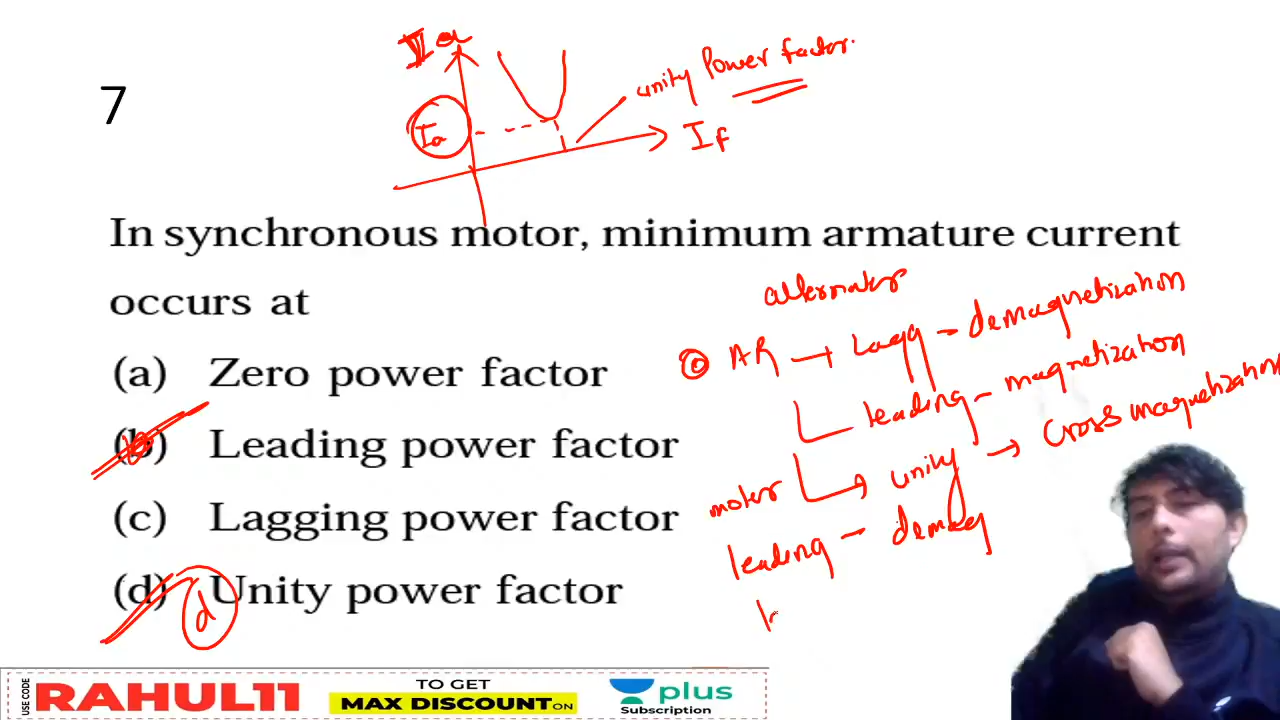 7
Ia
Ia
unity Power factor.
If
In synchronous motor, minimum armature current
occurs at
(a) Zero power factor
(b) Leading power factor
(c) Lagging power factor
(d) Unity power factor
d
alternator
AR → Lagg - demagnetization
leading - magnetization
→ unity → Cross magnetization
motor
leading - demag
USE CODE
RAHUL11
TO GET
MAX DISCOUNT ON
plus
Subscription